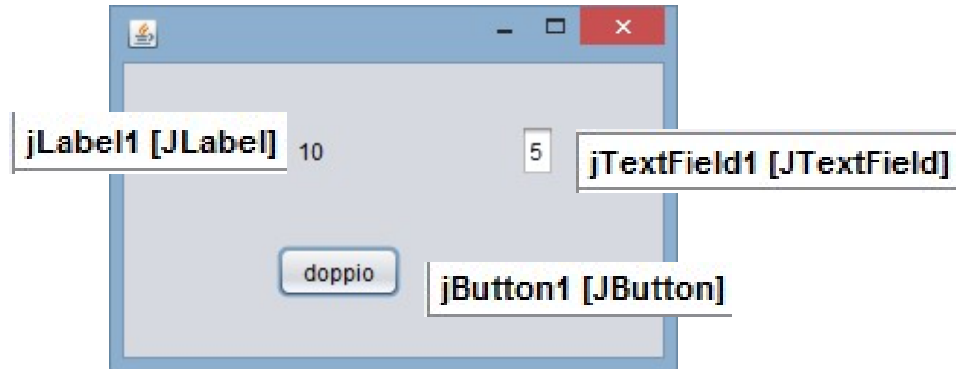 jLabel1 [JLabel] 10 5 jTextField1 [JTextField]
doppio jButton1 [JButton]